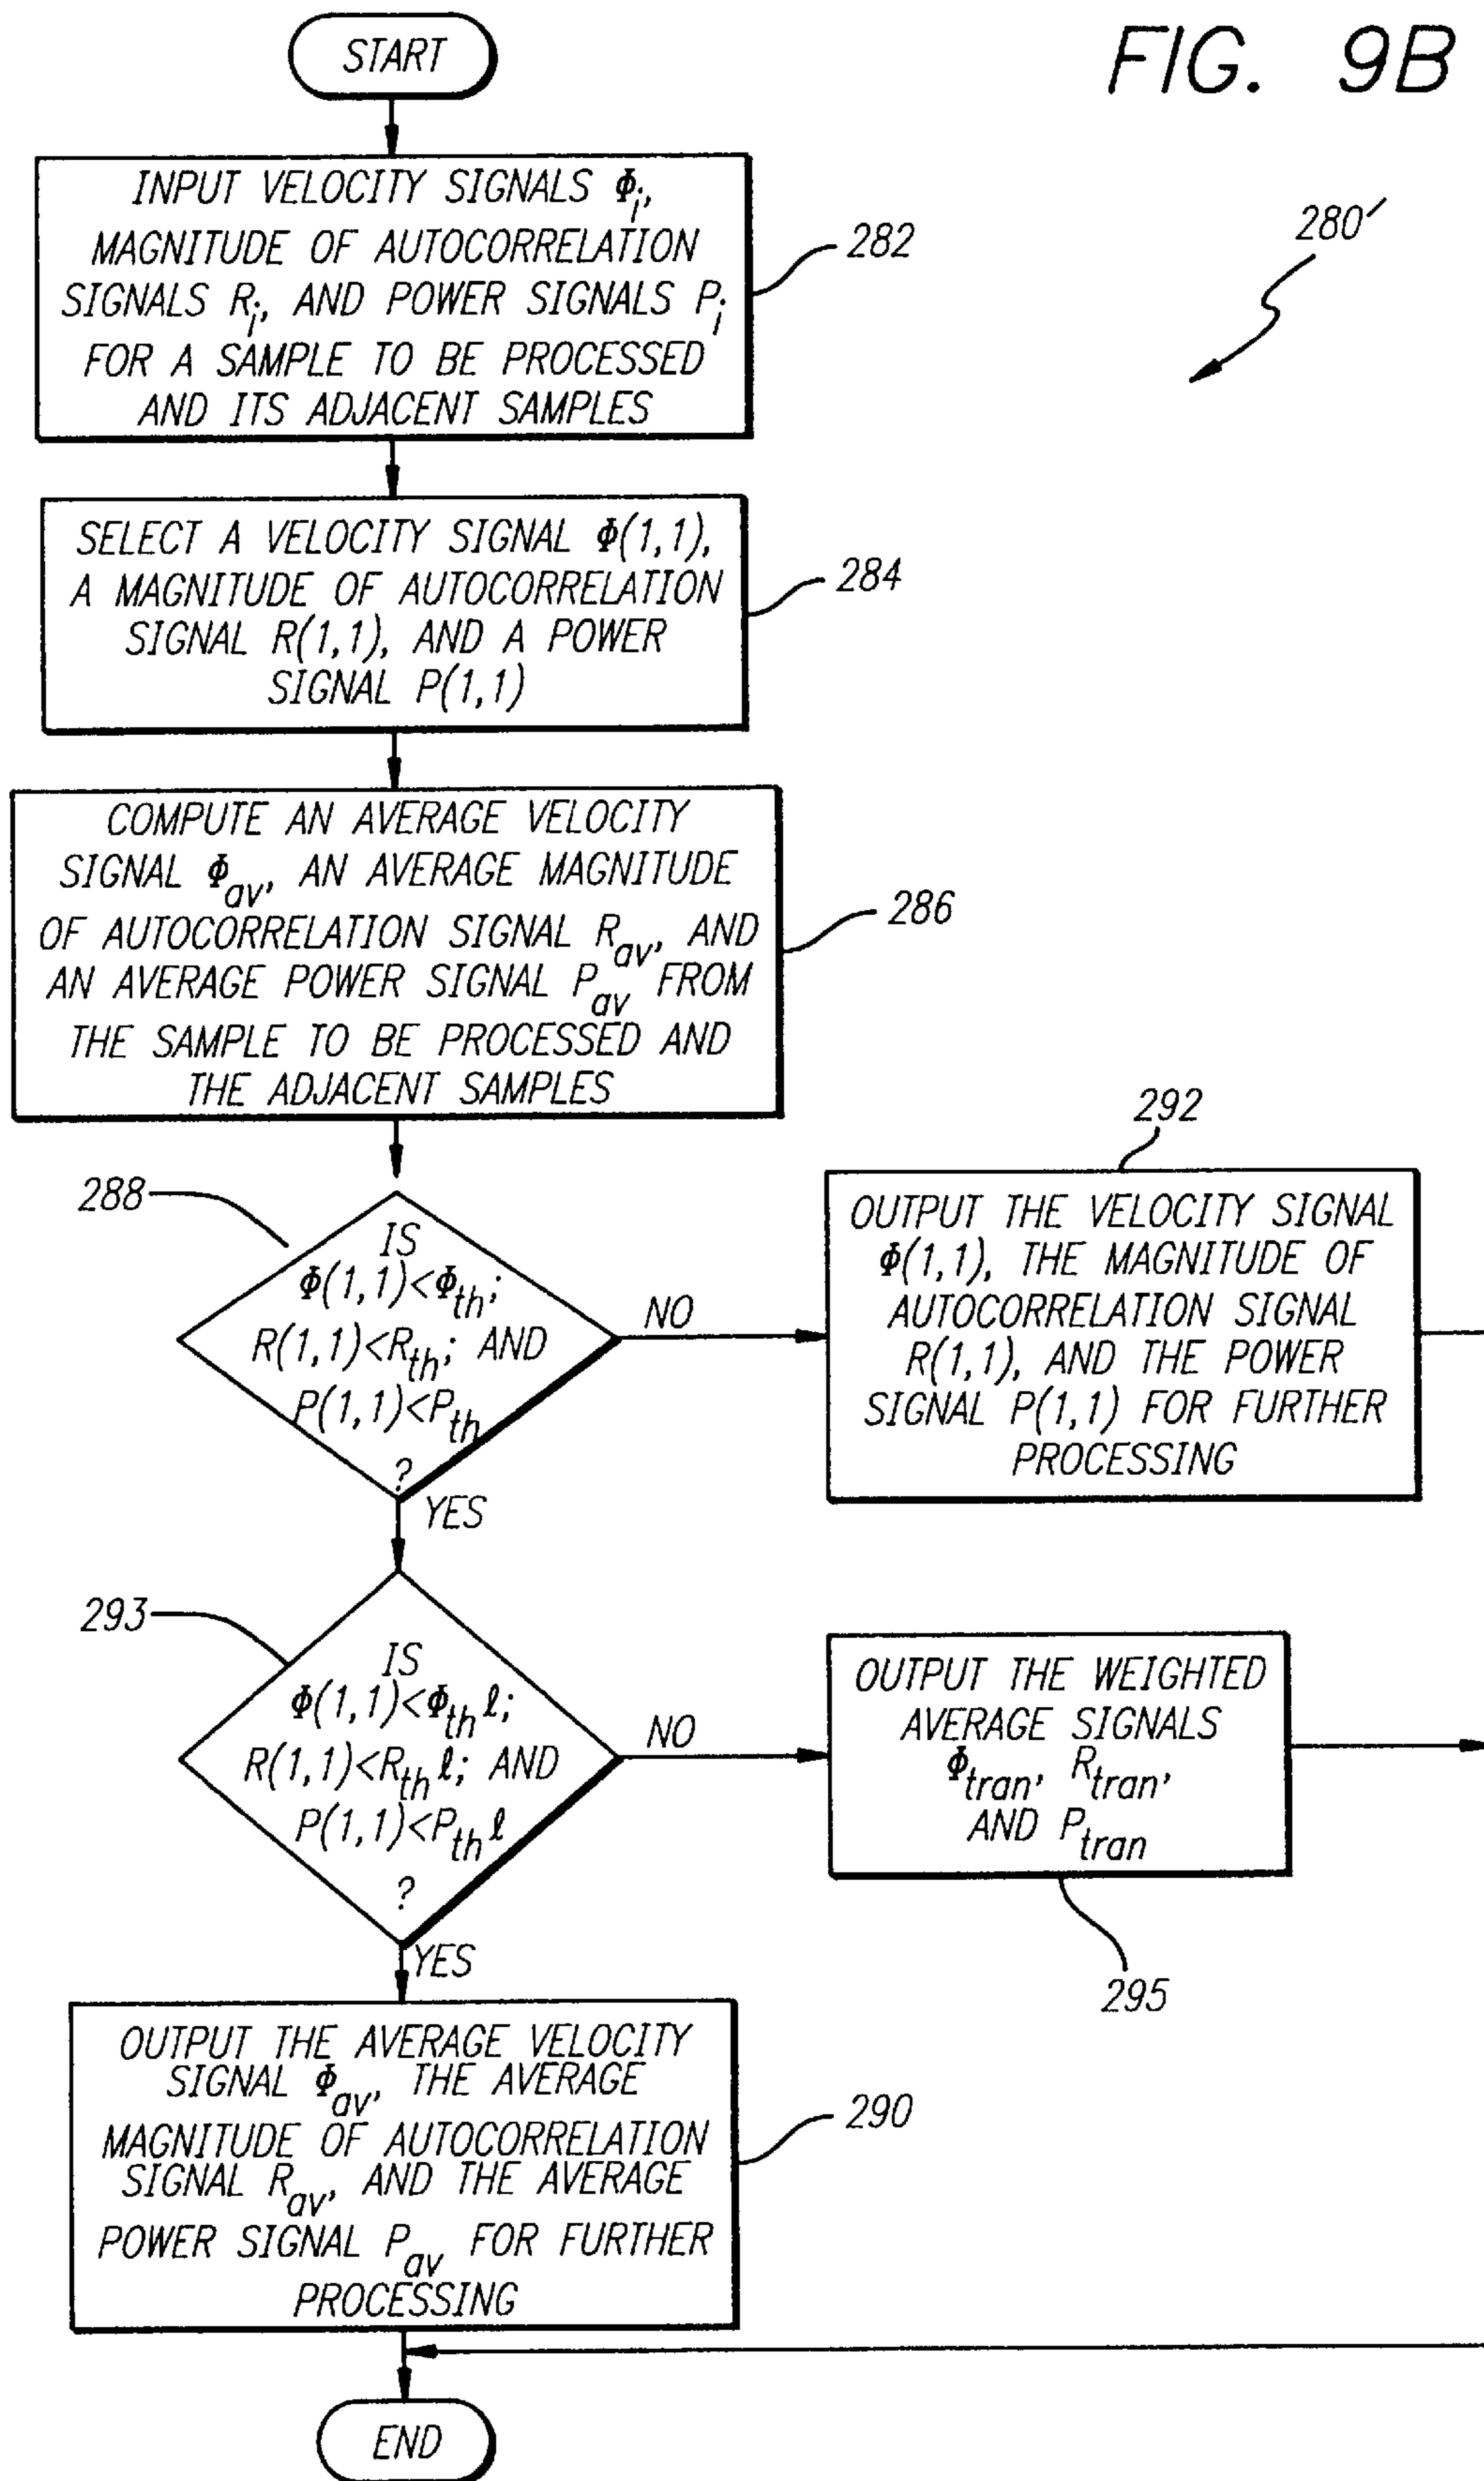 FIG. 9B
START
INPUT VELOCITY SIGNALS Φi,
MAGNITUDE OF AUTOCORRELATION
SIGNALS Ri, AND POWER SIGNALS Pi
FOR A SAMPLE TO BE PROCESSED
AND ITS ADJACENT SAMPLES
282
280′
SELECT A VELOCITY SIGNAL Φ(1,1),
A MAGNITUDE OF AUTOCORRELATION
SIGNAL R(1,1), AND A POWER
SIGNAL P(1,1)
284
COMPUTE AN AVERAGE VELOCITY
SIGNAL Φav, AN AVERAGE MAGNITUDE
OF AUTOCORRELATION SIGNAL Rav, AND
AN AVERAGE POWER SIGNAL Pav FROM
THE SAMPLE TO BE PROCESSED AND
THE ADJACENT SAMPLES
286
288
IS
Φ(1,1)<Φth;
R(1,1)<Rth; AND
P(1,1)<Pth
?
NO
YES
292
OUTPUT THE VELOCITY SIGNAL
Φ(1,1), THE MAGNITUDE OF
AUTOCORRELATION SIGNAL
R(1,1), AND THE POWER
SIGNAL P(1,1) FOR FURTHER
PROCESSING
293
IS
Φ(1,1)<Φthℓ;
R(1,1)<Rthℓ; AND
P(1,1)<Pthℓ
?
NO
YES
OUTPUT THE WEIGHTED
AVERAGE SIGNALS
Φtran, Rtran,
AND Ptran
295
OUTPUT THE AVERAGE VELOCITY
SIGNAL Φav, THE AVERAGE
MAGNITUDE OF AUTOCORRELATION
SIGNAL Rav, AND THE AVERAGE
POWER SIGNAL Pav FOR FURTHER
PROCESSING
290
END